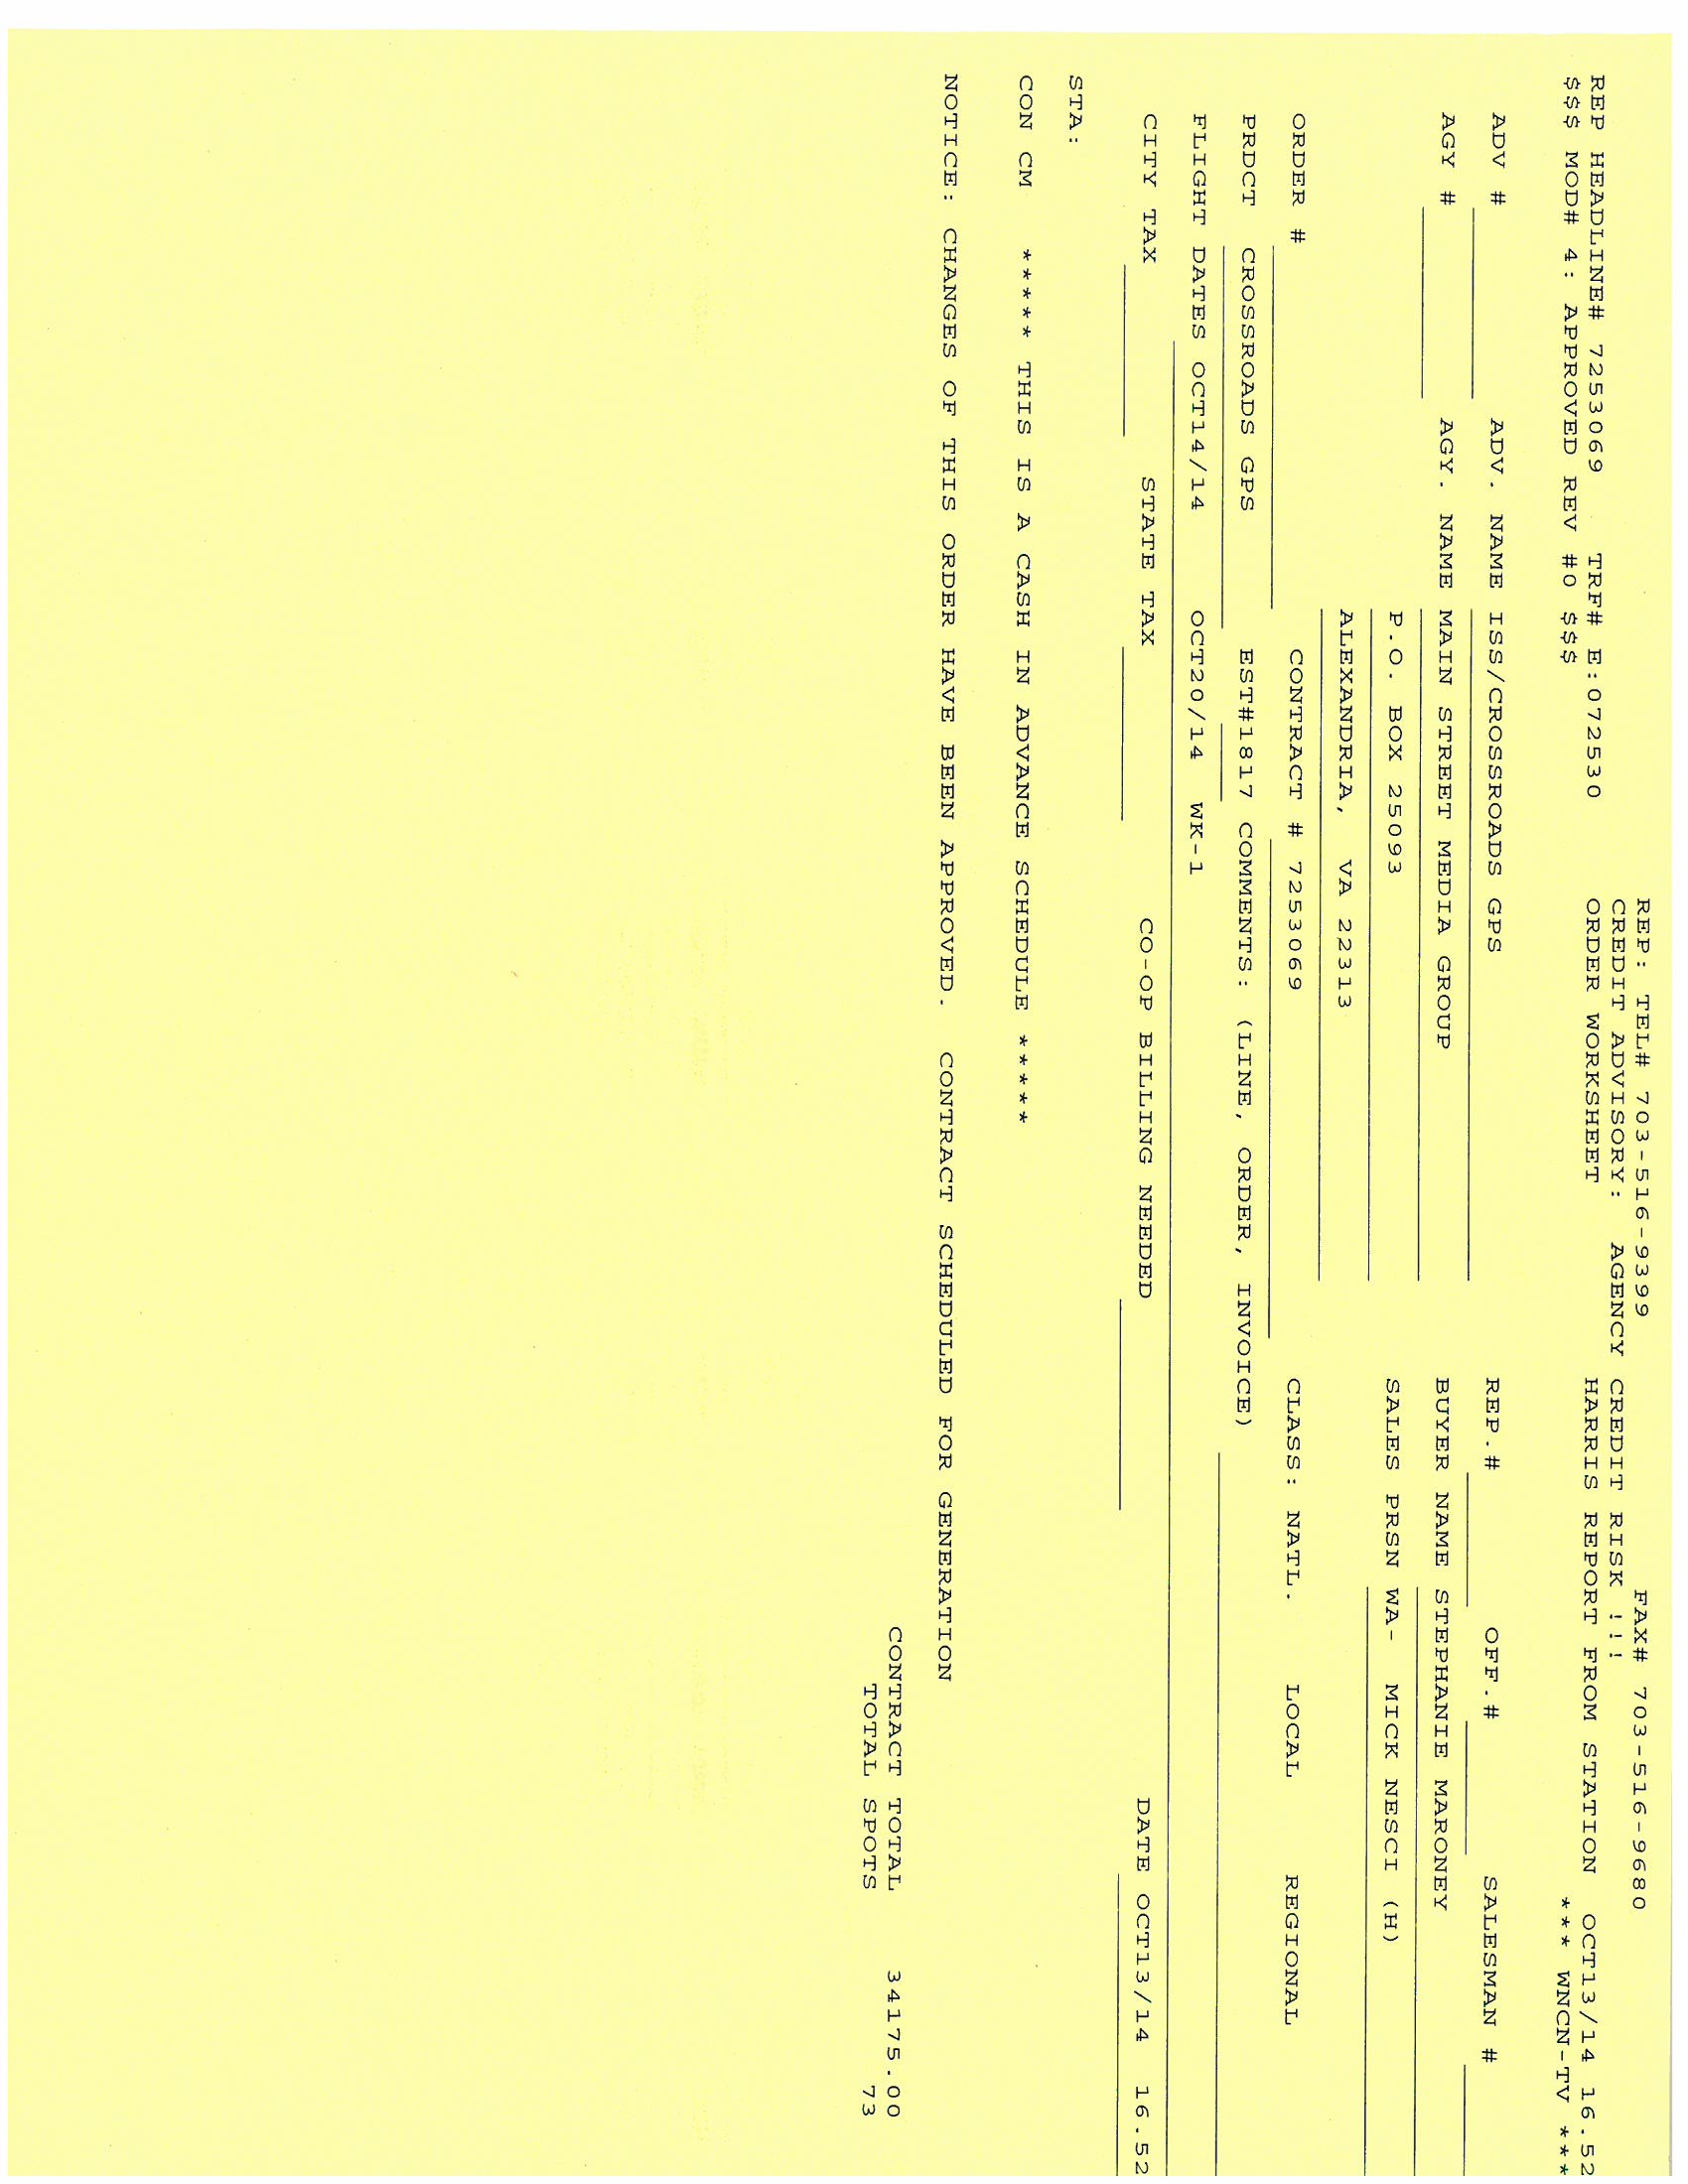 REP: TEL# 703-516-9399 FAX# 703-516-9680
CREDIT ADVISORY: AGENCY CREDIT RISK !!!
REP HEADLINE# 7253069 TRF# E:072530 ORDER WORKSHEET HARRIS REPORT FROM STATION OCT13/14 16.52
$$$ MOD# 4: APPROVED REV #0 $$$ *** WNCN-TV ***
ADV # ADV. NAME ISS/CROSSROADS GPS REP.# OFF.# SALESMAN #
AGY # AGY. NAME MAIN STREET MEDIA GROUP BUYER NAME STEPHANIE MARONEY
P.O. BOX 25093 SALES PRSN WA- MICK NESCI (H)
ALEXANDRIA, VA 22313
ORDER # CONTRACT # 7253069 CLASS: NATL. LOCAL REGIONAL
PRDCT CROSSROADS GPS EST#1817 COMMENTS: (LINE, ORDER, INVOICE)
FLIGHT DATES OCT14/14 OCT20/14 WK-1
CITY TAX STATE TAX CO-OP BILLING NEEDED DATE OCT13/14 16.52
STA:
CON CM ***** THIS IS A CASH IN ADVANCE SCHEDULE *****
NOTICE: CHANGES OF THIS ORDER HAVE BEEN APPROVED. CONTRACT SCHEDULED FOR GENERATION
CONTRACT TOTAL 34175.00
TOTAL SPOTS 73